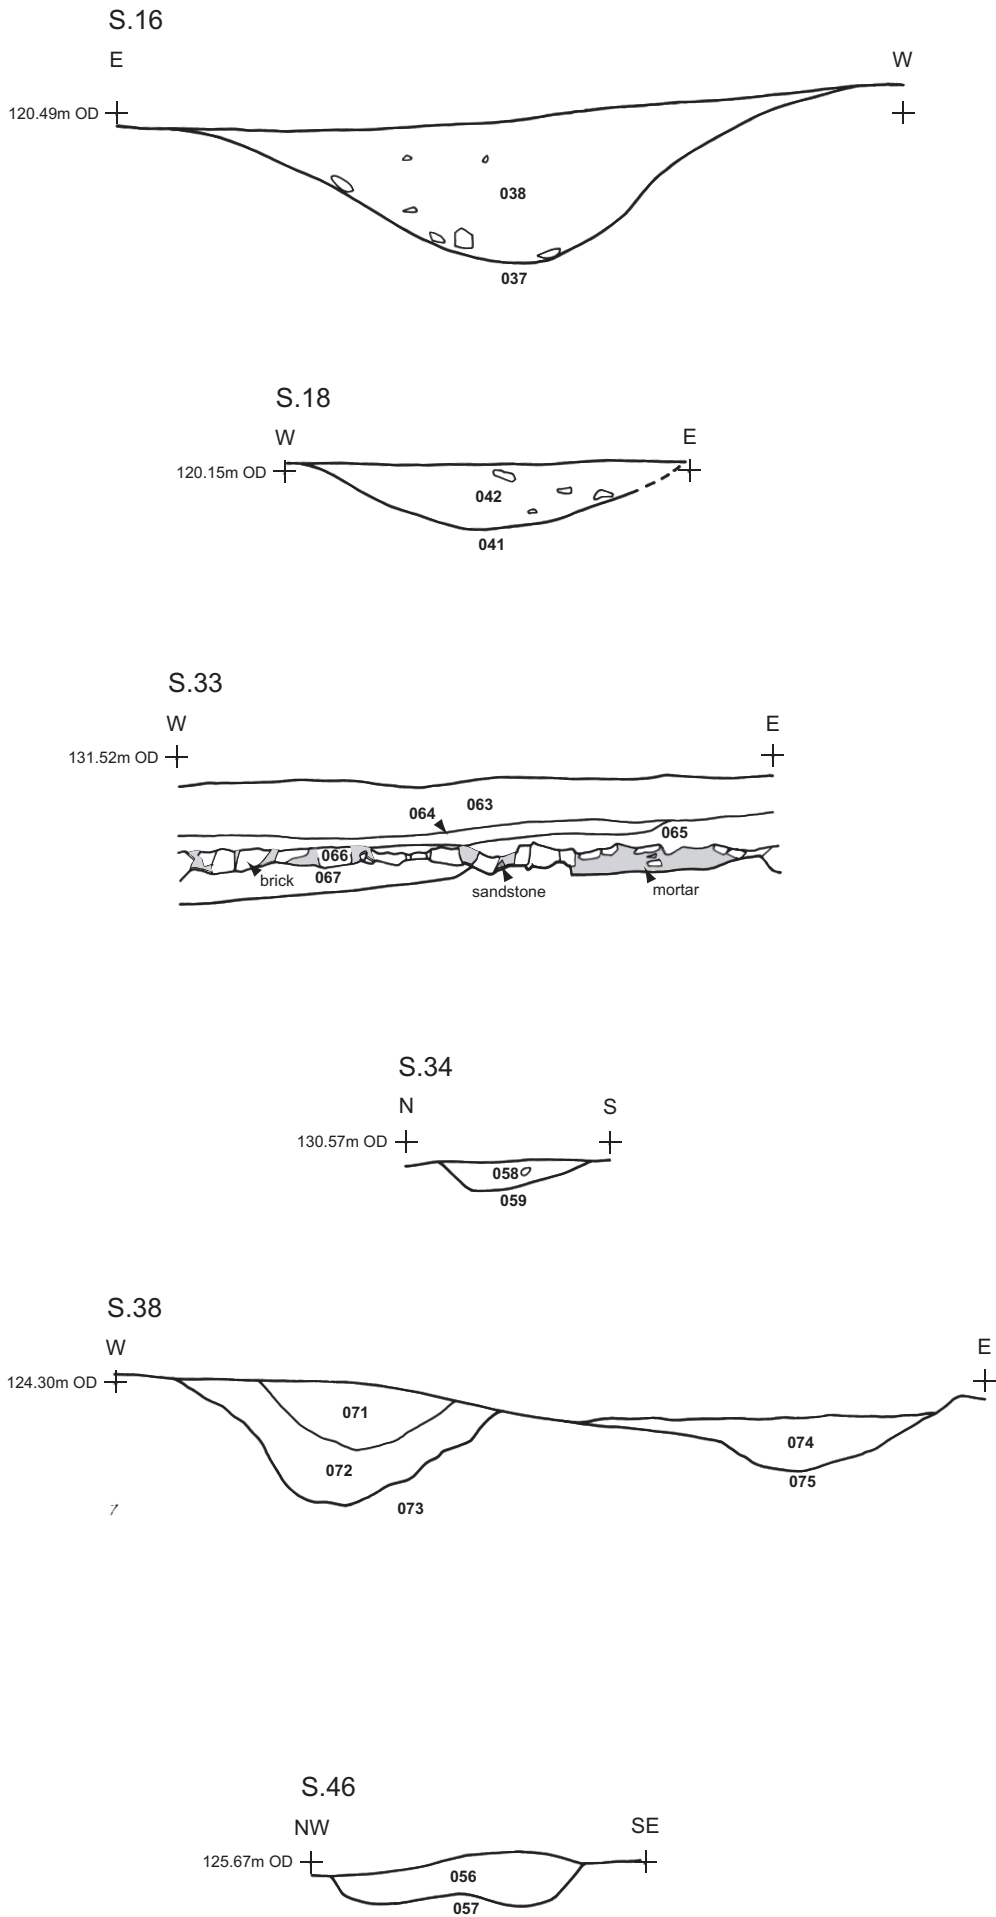 S.16
E W
120.49m OD
038
037
S.18
W E
120.15m OD
042
041
S.33
W E
131.52m OD
063
064
065
066
067
brick
sandstone
mortar
S.34
N S
130.57m OD
058
059
S.38
W E
124.30m OD
071
074
072
075
073
S.46
NW SE
125.67m OD
056
057